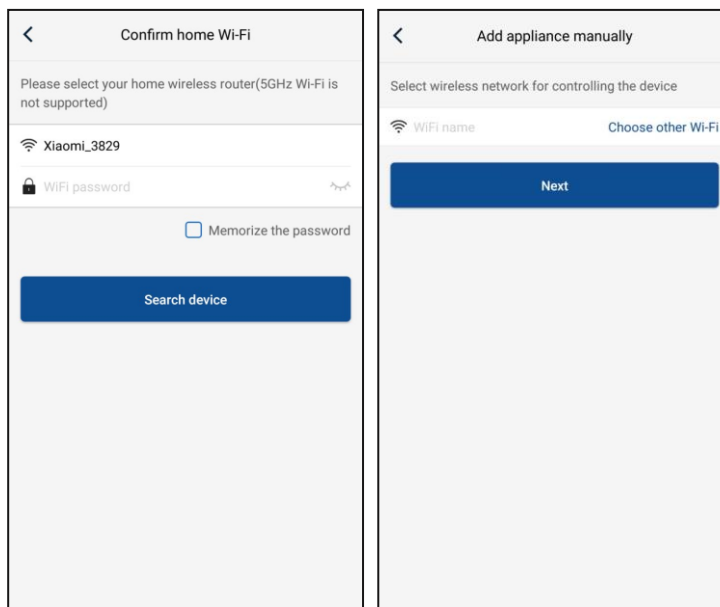 Confirm home Wi-Fi
Please select your home wireless router(5GHz Wi-Fi is
not supported)
Xiaomi_3829
WiFi password
Memorize the password
Search device
Add appliance manually
Select wireless network for controlling the device
WiFi name
Choose other Wi-Fi
Next